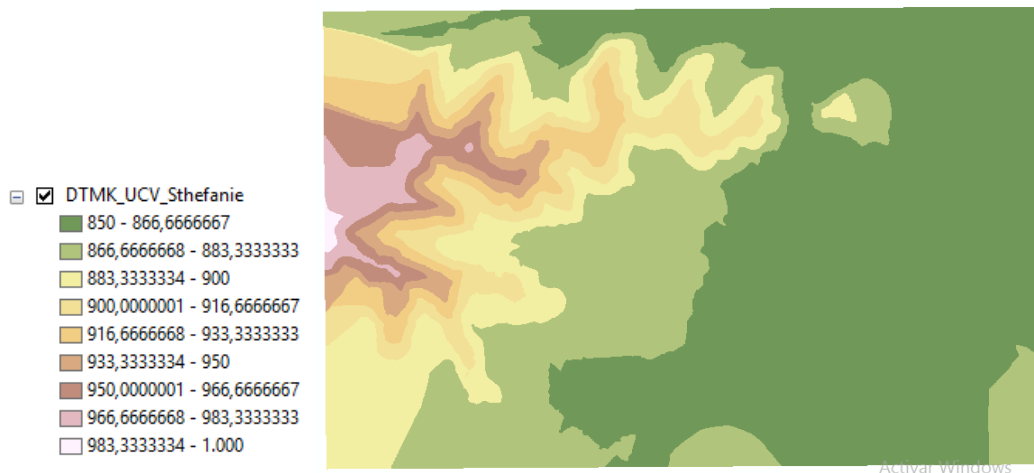 DTMK_UCV_Sthefanie
850 - 866,6666667
866,6666668 - 883,3333333
883,3333334 - 900
900,0000001 - 916,6666667
916,6666668 - 933,3333333
933,3333334 - 950
950,0000001 - 966,6666667
966,6666668 - 983,3333333
983,3333334 - 1.000
Activar Windows